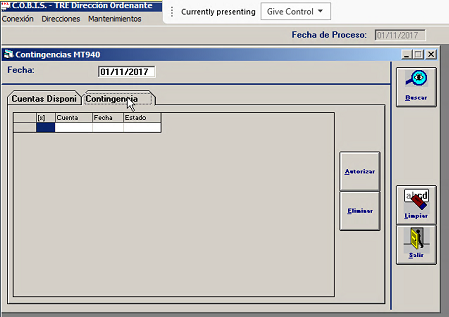 C.O.B.I.S. - TRE Dirección Ordenante
Currently presenting Give Control
Conexión Direcciones Mantenimientos
Fecha de Proceso: 01/11/2017
Contingencias MT940
Fecha: 01/11/2017
Buscar
Cuentas Disponi Contingencia
[x] Cuenta Fecha Estado
Autorizar
Eliminar
abcd
Limpiar
Salir